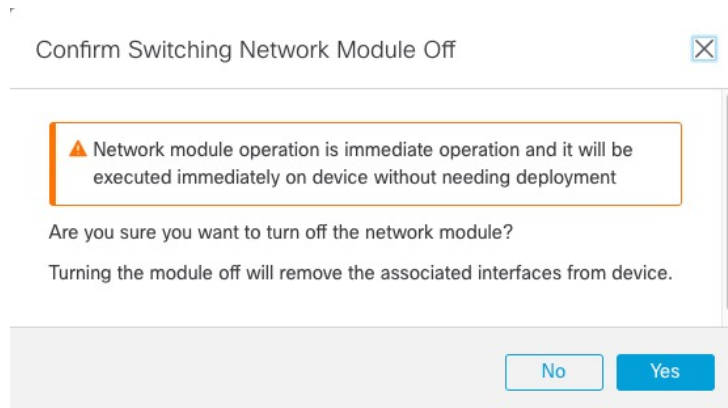 Confirm Switching Network Module Off
Network module operation is immediate operation and it will be
executed immediately on device without needing deployment
Are you sure you want to turn off the network module?
Turning the module off will remove the associated interfaces from device.
No
Yes